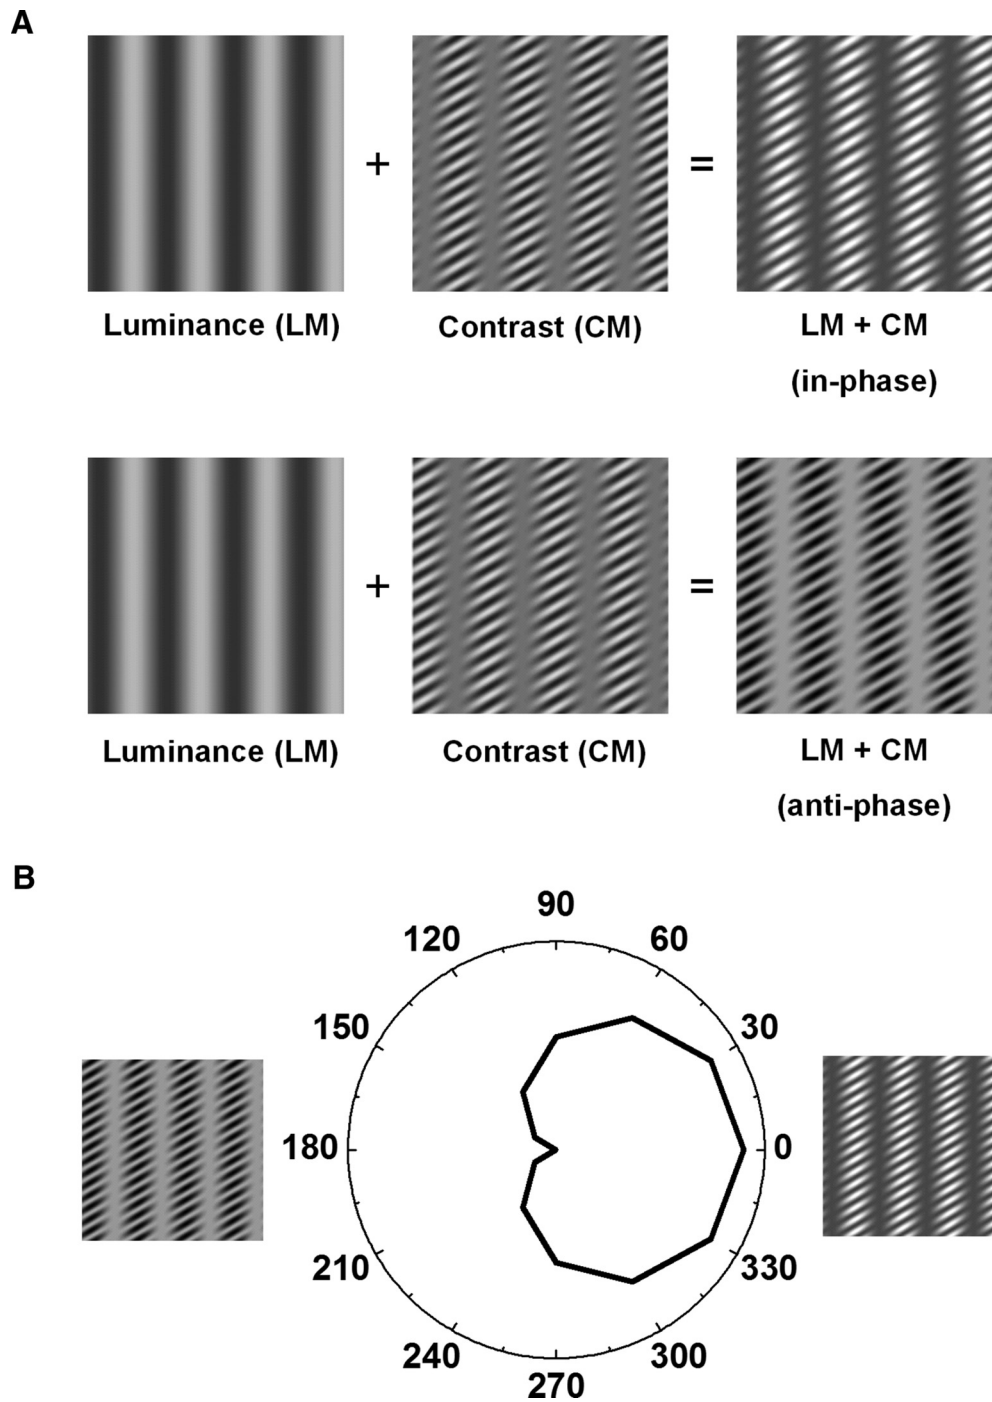 A
+
=
Luminance (LM)
Contrast (CM)
LM + CM
(in-phase)
+
=
Luminance (LM)
Contrast (CM)
LM + CM
(anti-phase)
B
90
120
60
150
30
180
0
210
330
240
300
270